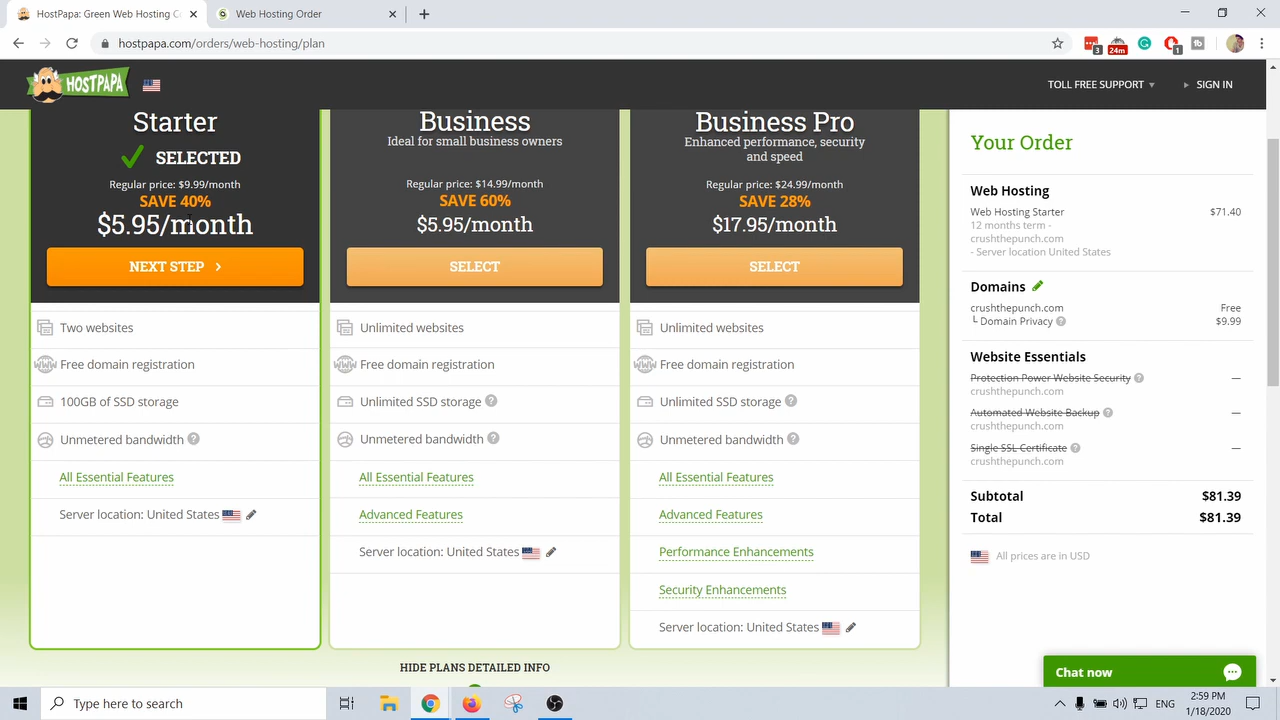 HostPapa: Green Web Hosting
Web Hosting Order
hostpapa.com/orders/web-hosting/plan
3
24m
1
HOSTPAPA
TOLL FREE SUPPORT
SIGN IN
Starter
SELECTED
Regular price: $9.99/month
SAVE 40%
$5.95/month
NEXT STEP
Two websites
Free domain registration
100GB of SSD storage
Unmetered bandwidth
All Essential Features
Server location: United States
Business
Ideal for small business owners
Regular price: $14.99/month
SAVE 60%
$5.95/month
SELECT
Unlimited websites
Free domain registration
Unlimited SSD storage
Unmetered bandwidth
All Essential Features
Advanced Features
Server location: United States
Business Pro
Enhanced performance, security
and speed
Regular price: $24.99/month
SAVE 28%
$17.95/month
SELECT
Unlimited websites
Free domain registration
Unlimited SSD storage
Unmetered bandwidth
All Essential Features
Advanced Features
Performance Enhancements
Security Enhancements
Server location: United States
HIDE PLANS DETAILED INFO
Your Order
Web Hosting
Web Hosting Starter $71.40
12 months term -
crushthepunch.com
- Server location United States
Domains
crushthepunch.com Free
└ Domain Privacy $9.99
Website Essentials
Protection Power Website Security —
crushthepunch.com
Automated Website Backup —
crushthepunch.com
Single SSL Certificate —
crushthepunch.com
Subtotal $81.39
Total $81.39
All prices are in USD
Chat now
Type here to search
ENG
2:59 PM
1/18/2020